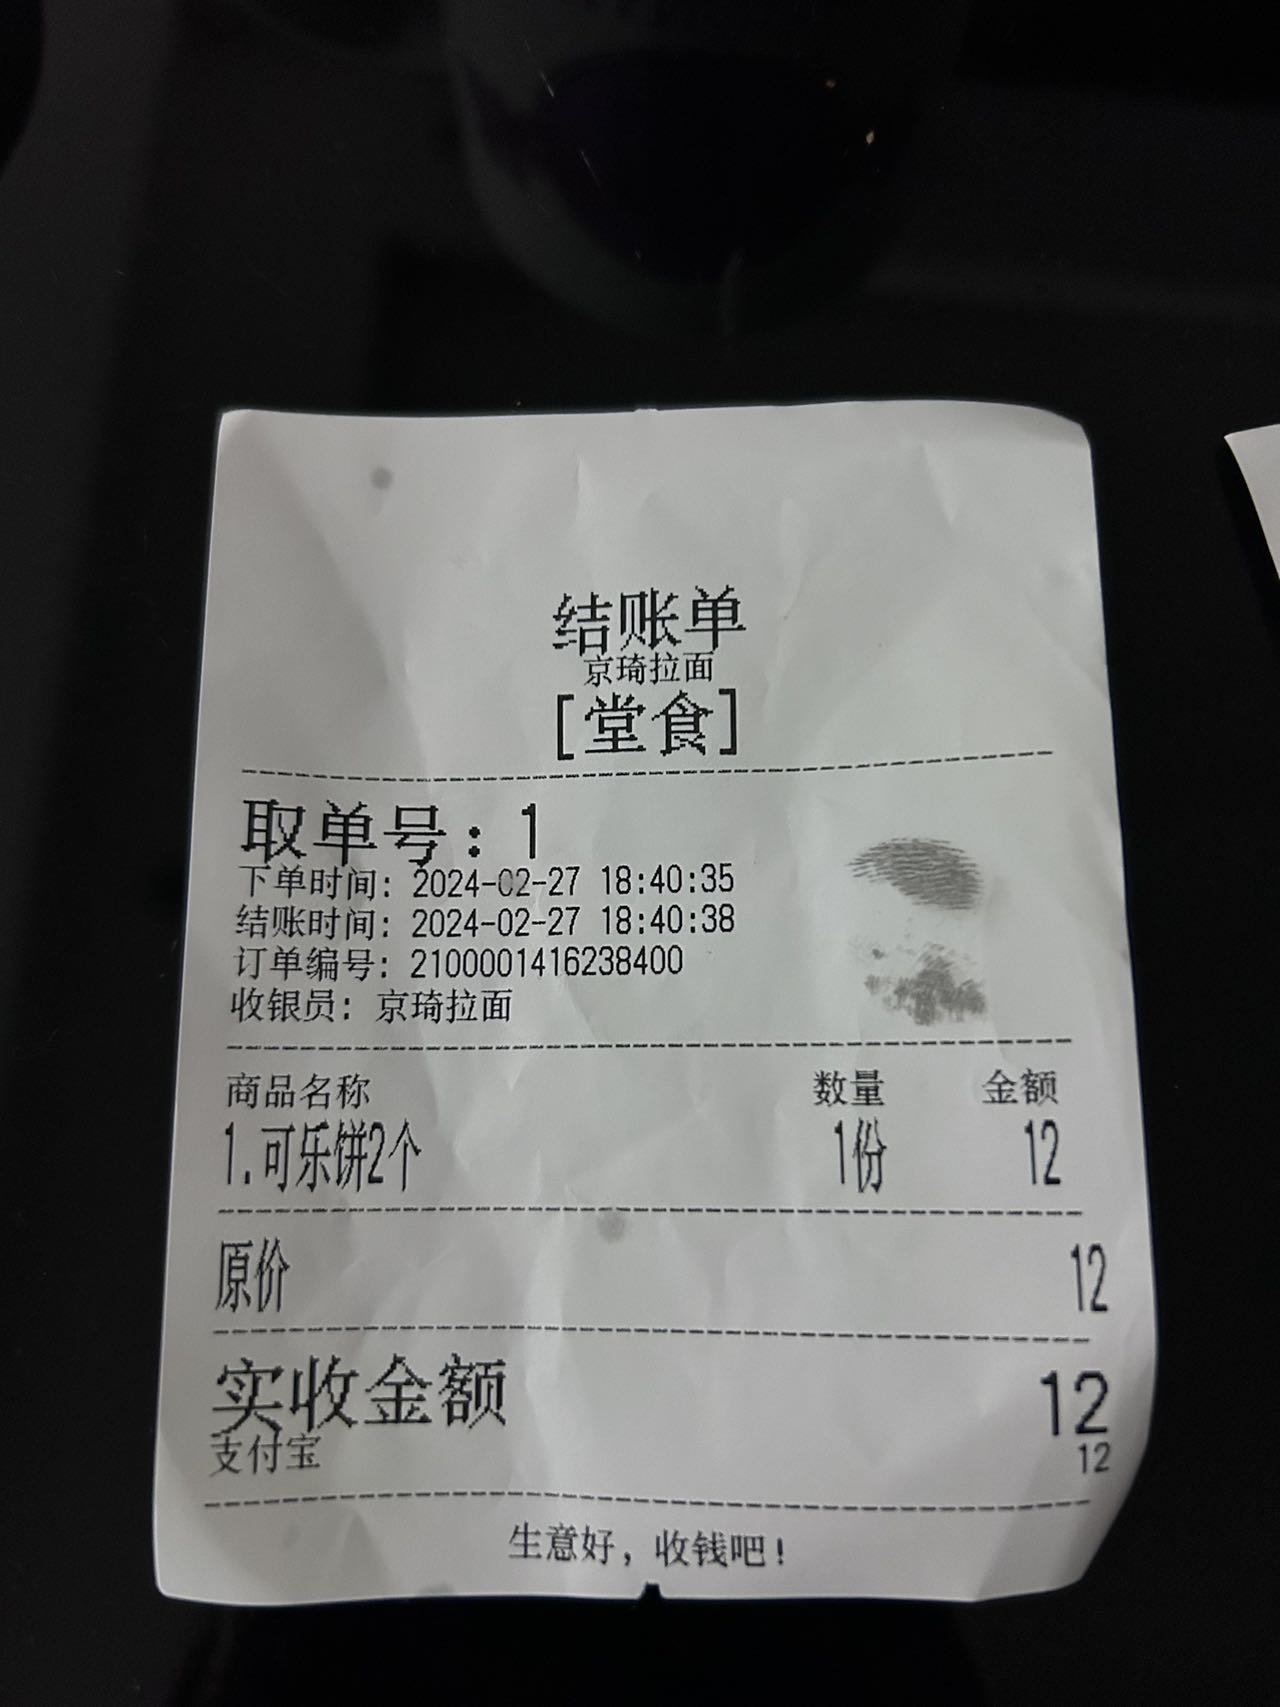 结账单
京琦拉面
[堂食]
取单号: 1
下单时间: 2024-02-27 18:40:35
结账时间: 2024-02-27 18:40:38
订单编号: 2100001416238400
收银员: 京琦拉面
商品名称 数量 金额
1.可乐饼2个 1份 12
原价 12
实收金额 12
支付宝 12
生意好, 收钱吧!